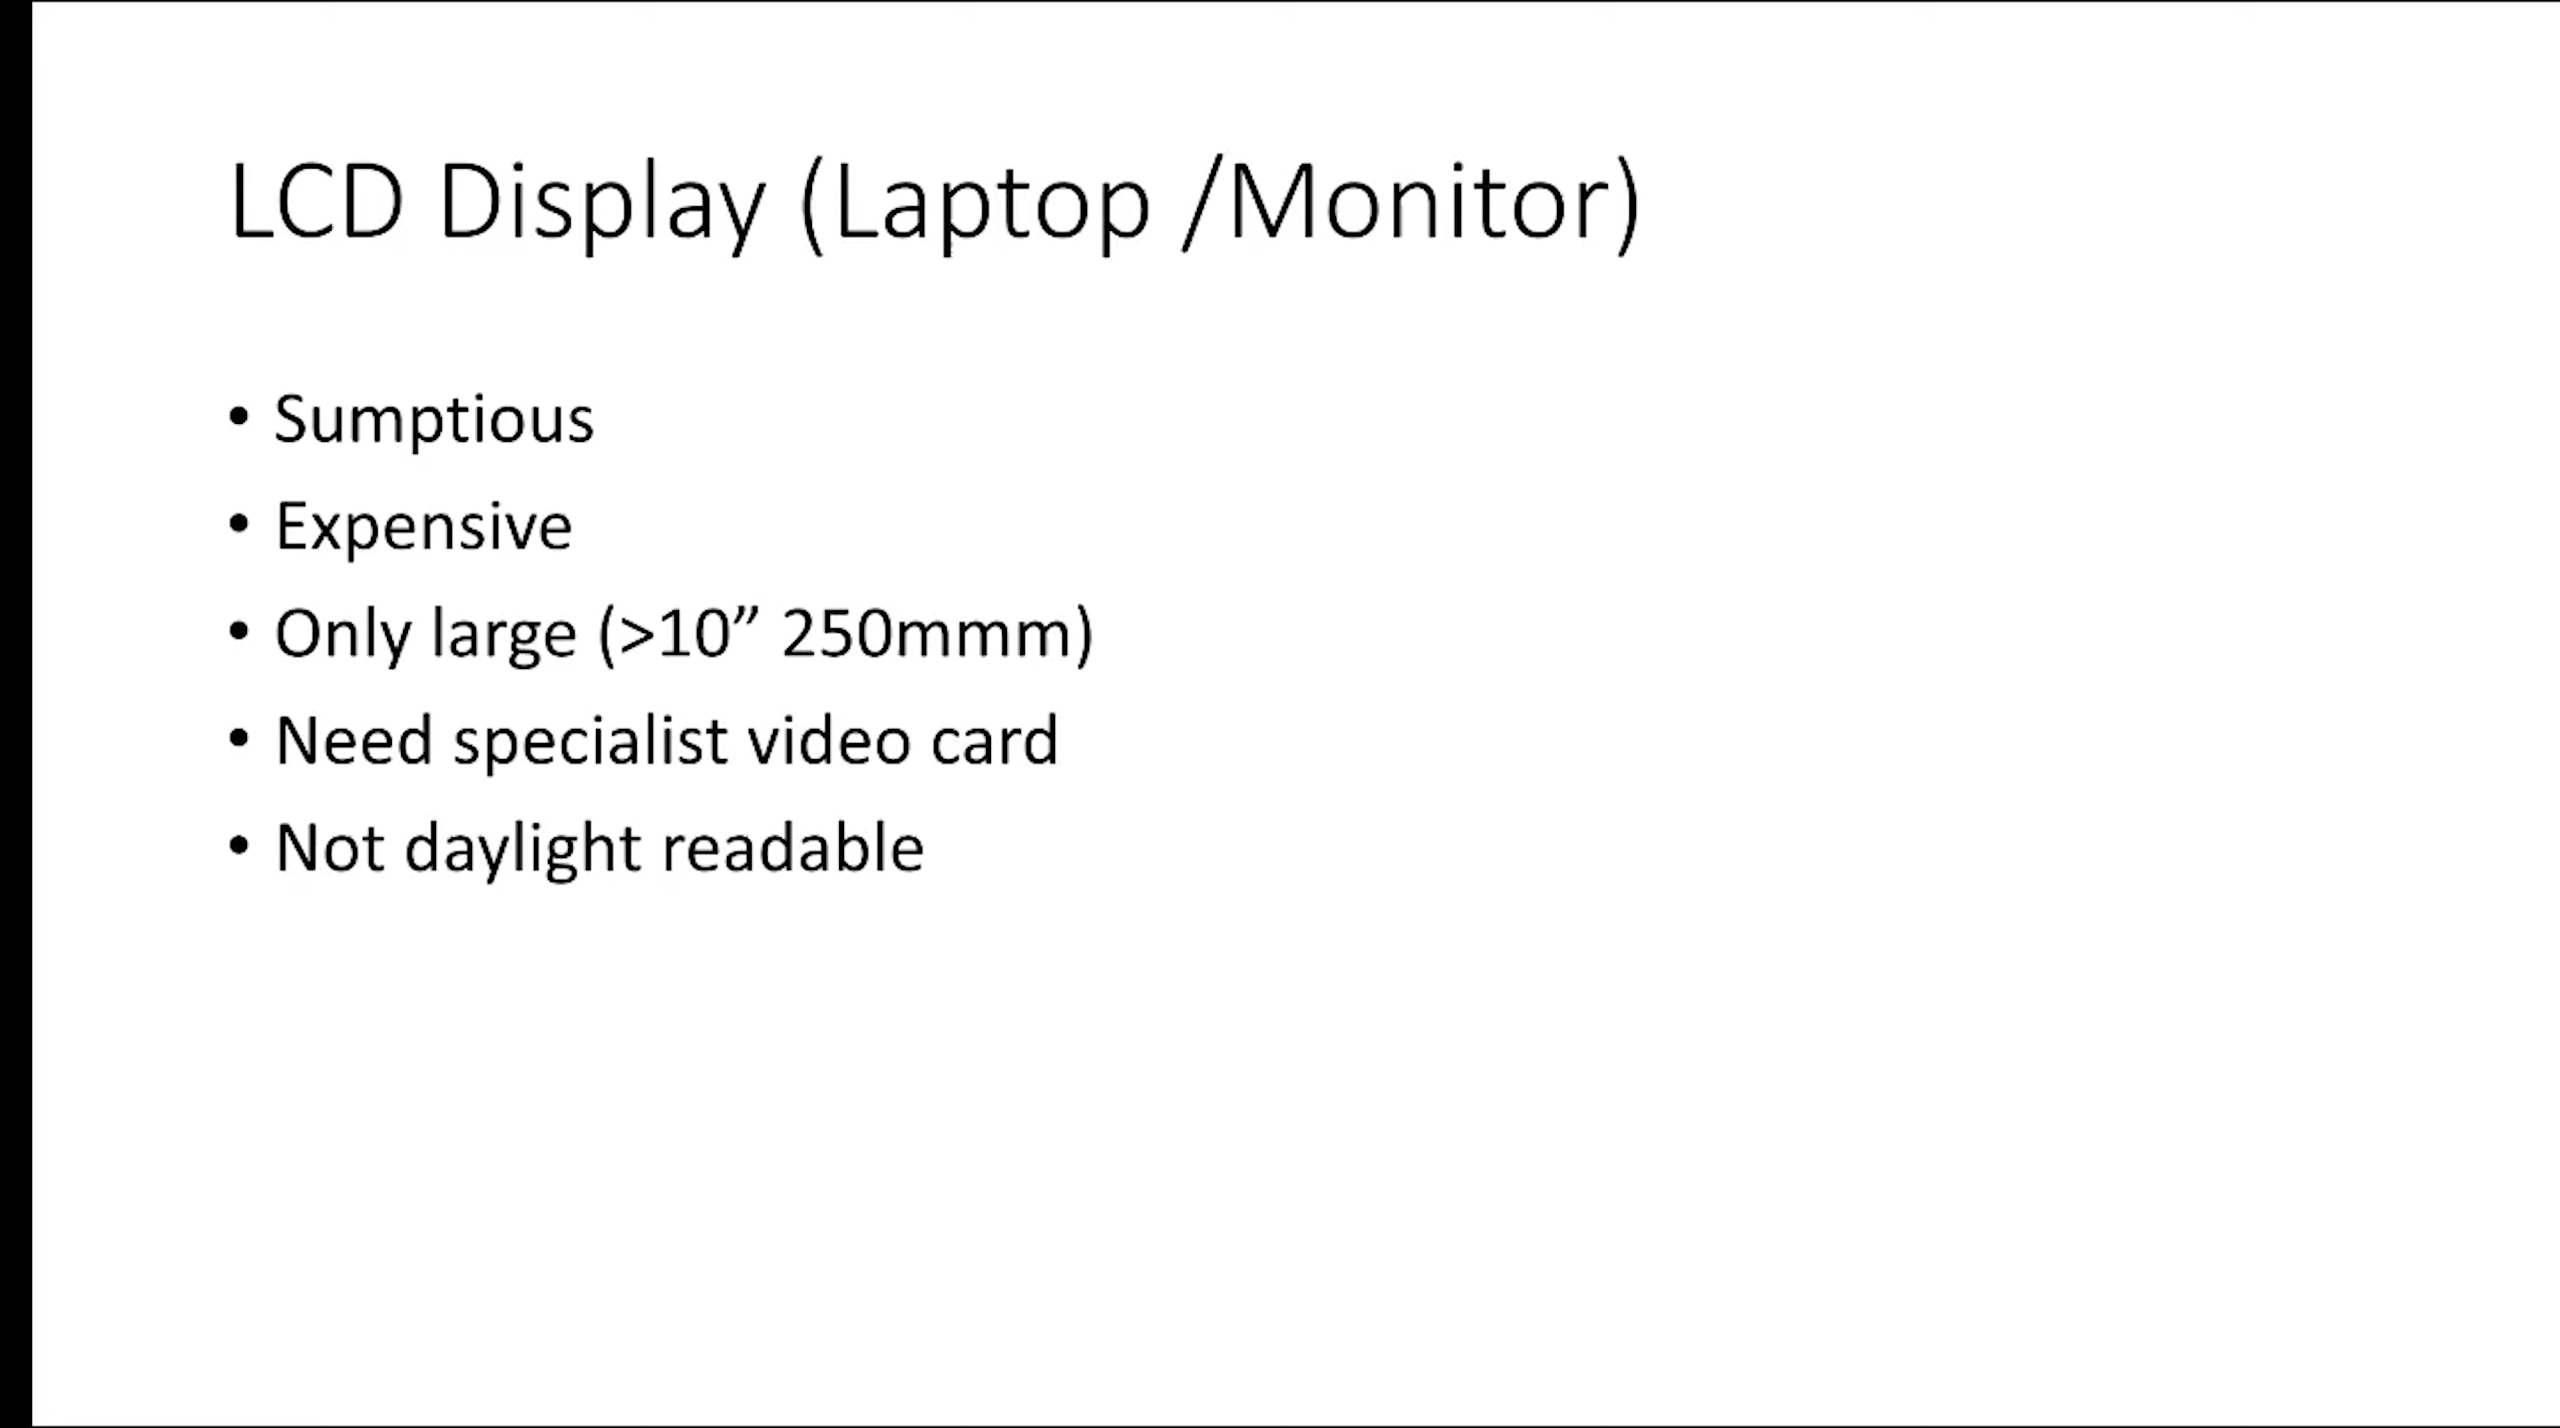 LCD Display (Laptop /Monitor)
• Sumptious
• Expensive
• Only large (>10” 250mmm)
• Need specialist video card
• Not daylight readable